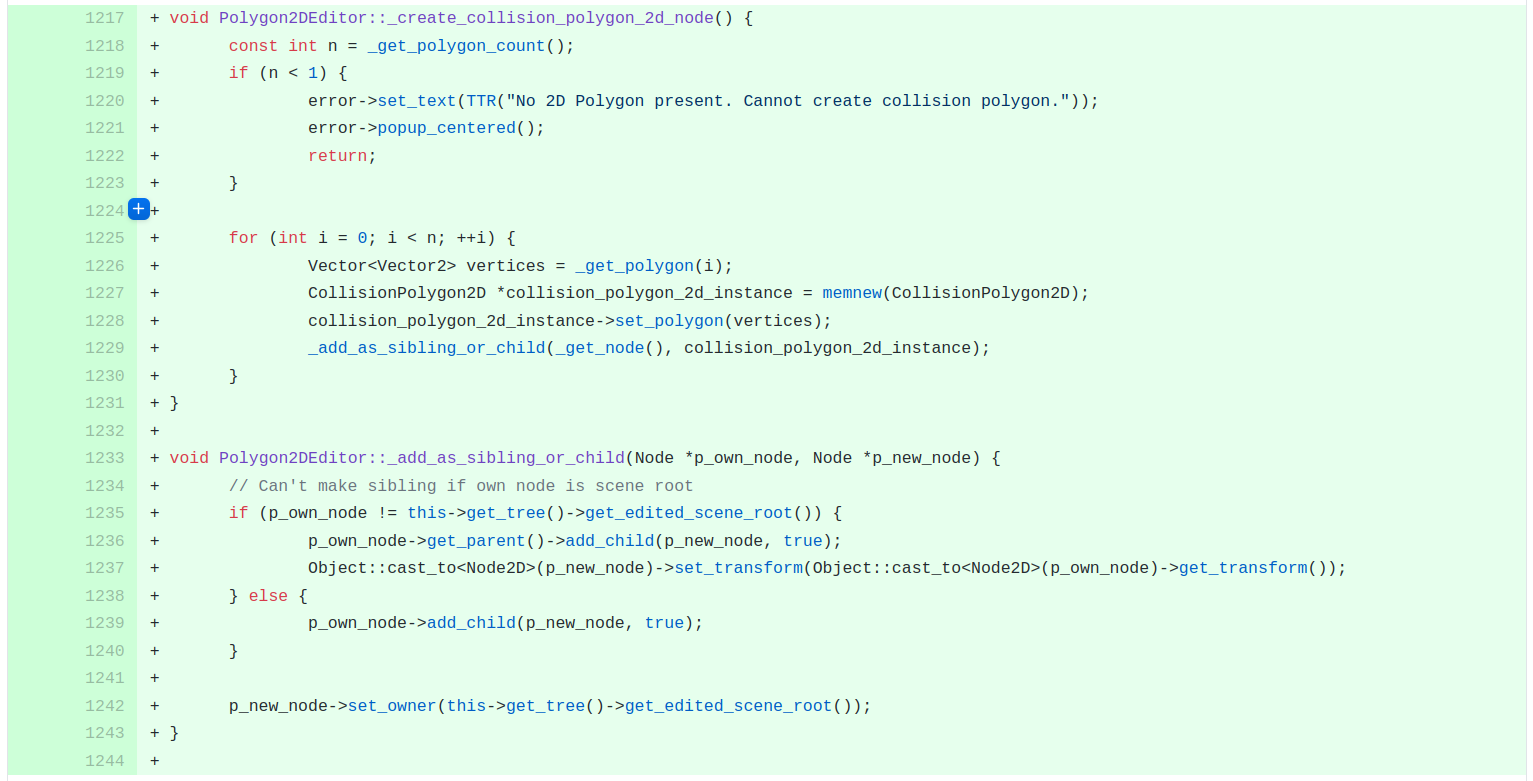 1217 + void Polygon2DEditor::_create_collision_polygon_2d_node() {
1218 + const int n = _get_polygon_count();
1219 + if (n < 1) {
1220 + error->set_text(TTR("No 2D Polygon present. Cannot create collision polygon."));
1221 + error->popup_centered();
1222 + return;
1223 + }
1224 + +
1225 + for (int i = 0; i < n; ++i) {
1226 + Vector<Vector2> vertices = _get_polygon(i);
1227 + CollisionPolygon2D *collision_polygon_2d_instance = memnew(CollisionPolygon2D);
1228 + collision_polygon_2d_instance->set_polygon(vertices);
1229 + _add_as_sibling_or_child(_get_node(), collision_polygon_2d_instance);
1230 + }
1231 + }
1232 +
1233 + void Polygon2DEditor::_add_as_sibling_or_child(Node *p_own_node, Node *p_new_node) {
1234 + // Can't make sibling if own node is scene root
1235 + if (p_own_node != this->get_tree()->get_edited_scene_root()) {
1236 + p_own_node->get_parent()->add_child(p_new_node, true);
1237 + Object::cast_to<Node2D>(p_new_node)->set_transform(Object::cast_to<Node2D>(p_own_node)->get_transform());
1238 + } else {
1239 + p_own_node->add_child(p_new_node, true);
1240 + }
1241 +
1242 + p_new_node->set_owner(this->get_tree()->get_edited_scene_root());
1243 + }
1244 +